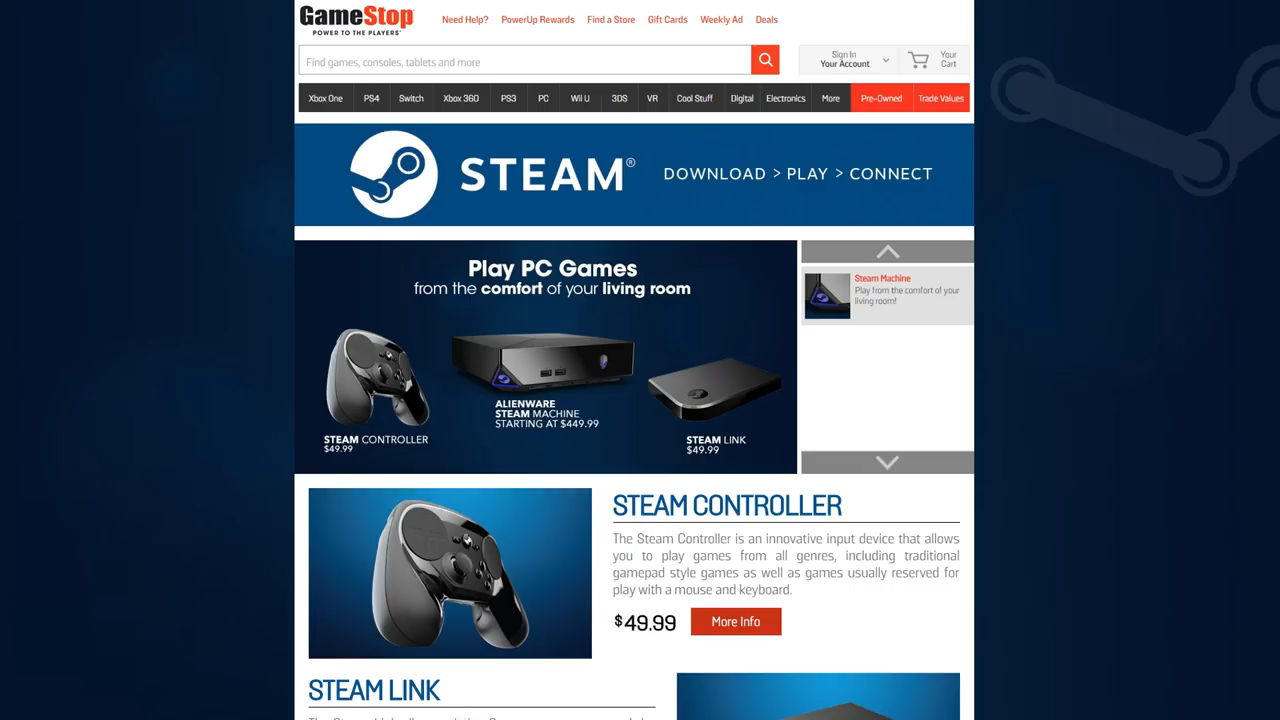 GameStop
POWER TO THE PLAYERS
Need Help? PowerUp Rewards Find a Store Gift Cards Weekly Ad Deals
Find games, consoles, tablets and more
Sign In
Your Account
Your
Cart
Xbox One PS4 Switch Xbox 360 PS3 PC Wii U 3DS VR Cool Stuff Digital Electronics More Pre-Owned Trade Values
STEAM® DOWNLOAD > PLAY > CONNECT
Play PC Games
from the comfort of your living room
STEAM CONTROLLER
$49.99
ALIENWARE
STEAM MACHINE
STARTING AT $449.99
STEAM LINK
$49.99
Steam Machine
Play from the comfort of your
living room!
STEAM CONTROLLER
The Steam Controller is an innovative input device that allows
you to play games from all genres, including traditional
gamepad style games as well as games usually reserved for
play with a mouse and keyboard.
$49.99 More Info
STEAM LINK